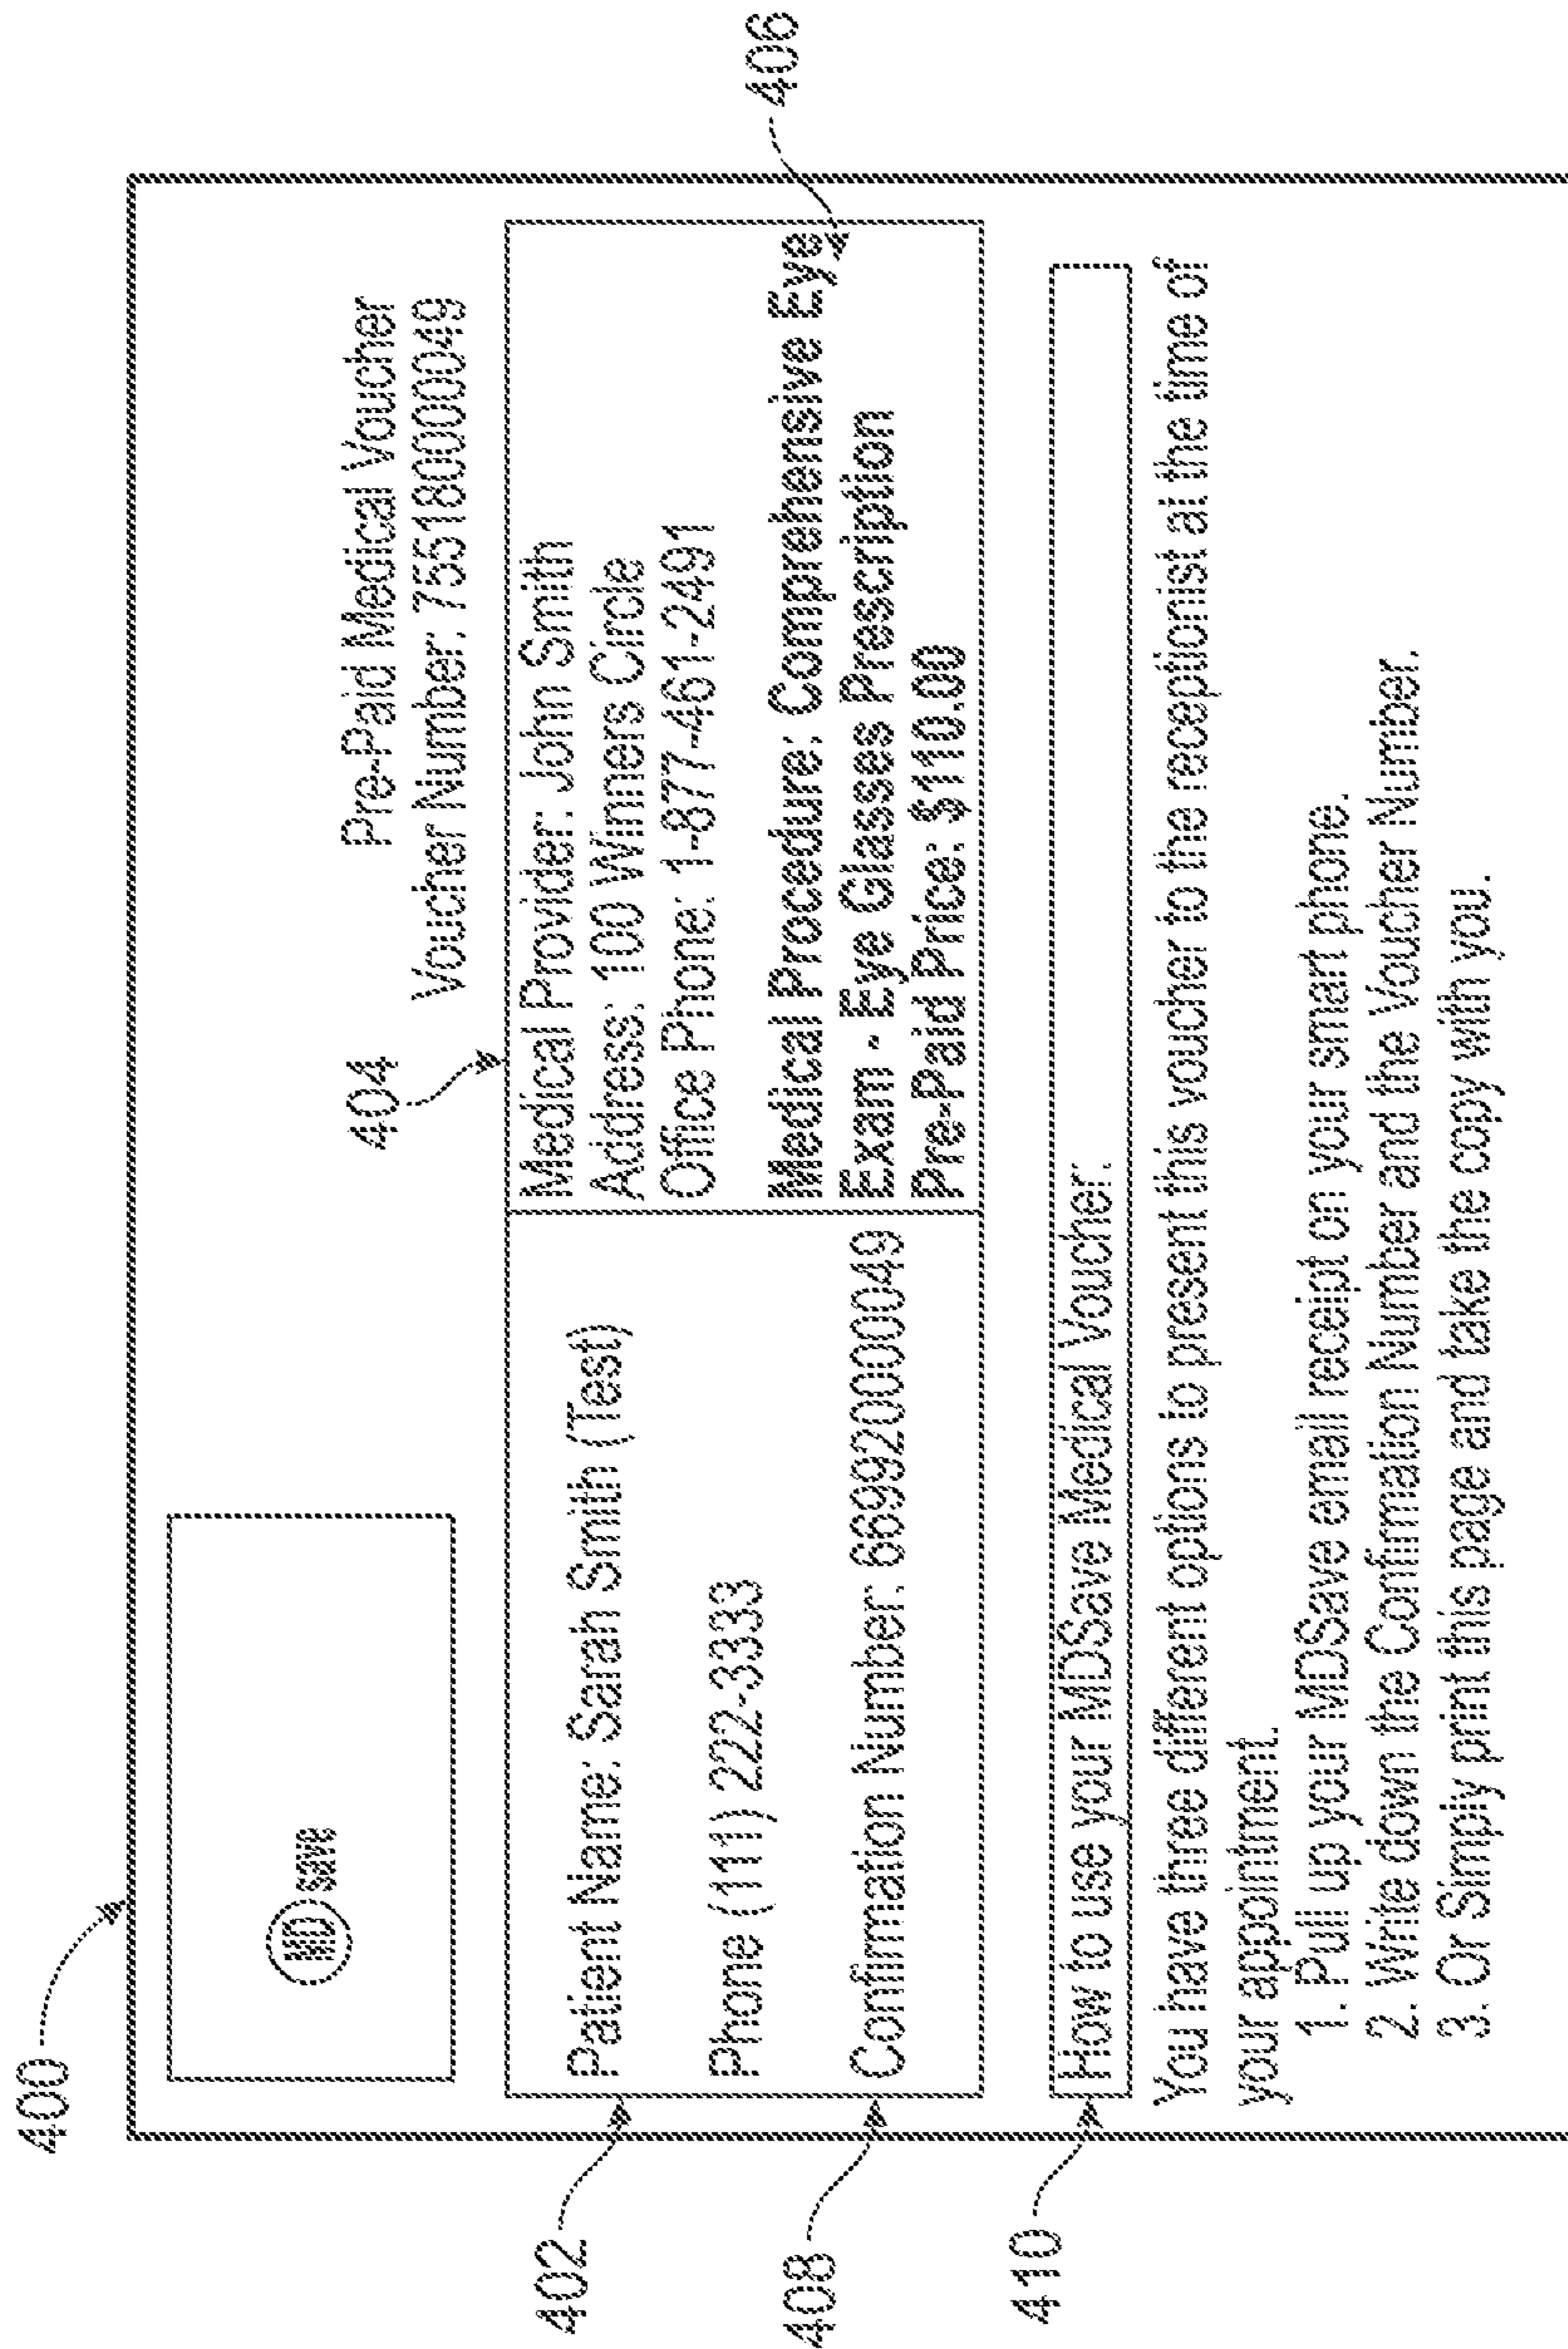 400
MD save
Pre-Paid Medical Voucher
Voucher Number: 75518000049
404
402
Patient Name: Sarah Smith (Test)
Phone (111) 222-3333
408
Confirmation Number: 66992000049
Medical Provider: John Smith
Address: 100 Winners Circle
Office Phone: 1-877-461-2491
Medical Procedure: Comprehensive Eye
Exam - Eye Glasses Prescription
Pre-Paid Price: $110.00
406
410
How to use your MDSave Medical Voucher:
You have three different options to present this voucher to the receptionist at the time of
your appointment.
1. Pull up your MDSave email receipt on your smart phone.
2. Write down the Confirmation Number and the Voucher Number.
3. Or Simply print this page and take the copy with you.